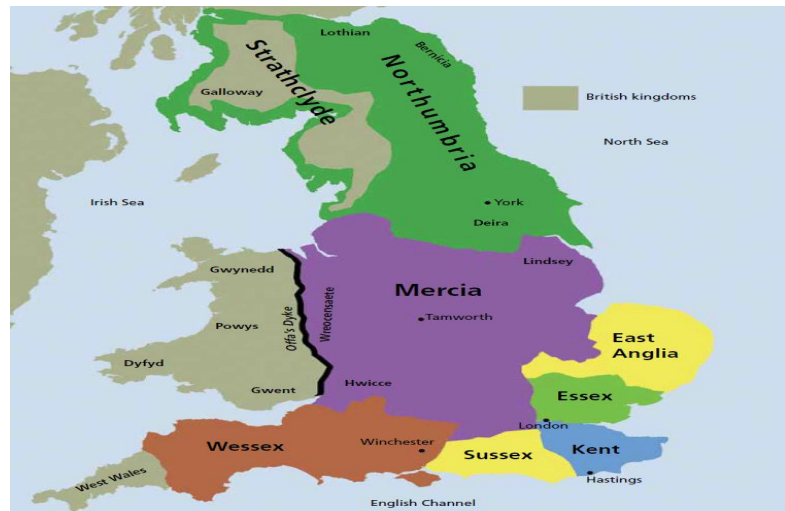 Lothian
Bernicia
Strathclyde
Northumbria
Galloway
British kingdoms
North Sea
Irish Sea
York
Deira
Lindsey
Gwynedd
Mercia
Wreocensaete
Offa's Dyke
Tamworth
Powys
East
Anglia
Dyfyd
Hwicce
Gwent
Essex
London
Wessex
Winchester
Sussex
Kent
West Wales
Hastings
English Channel